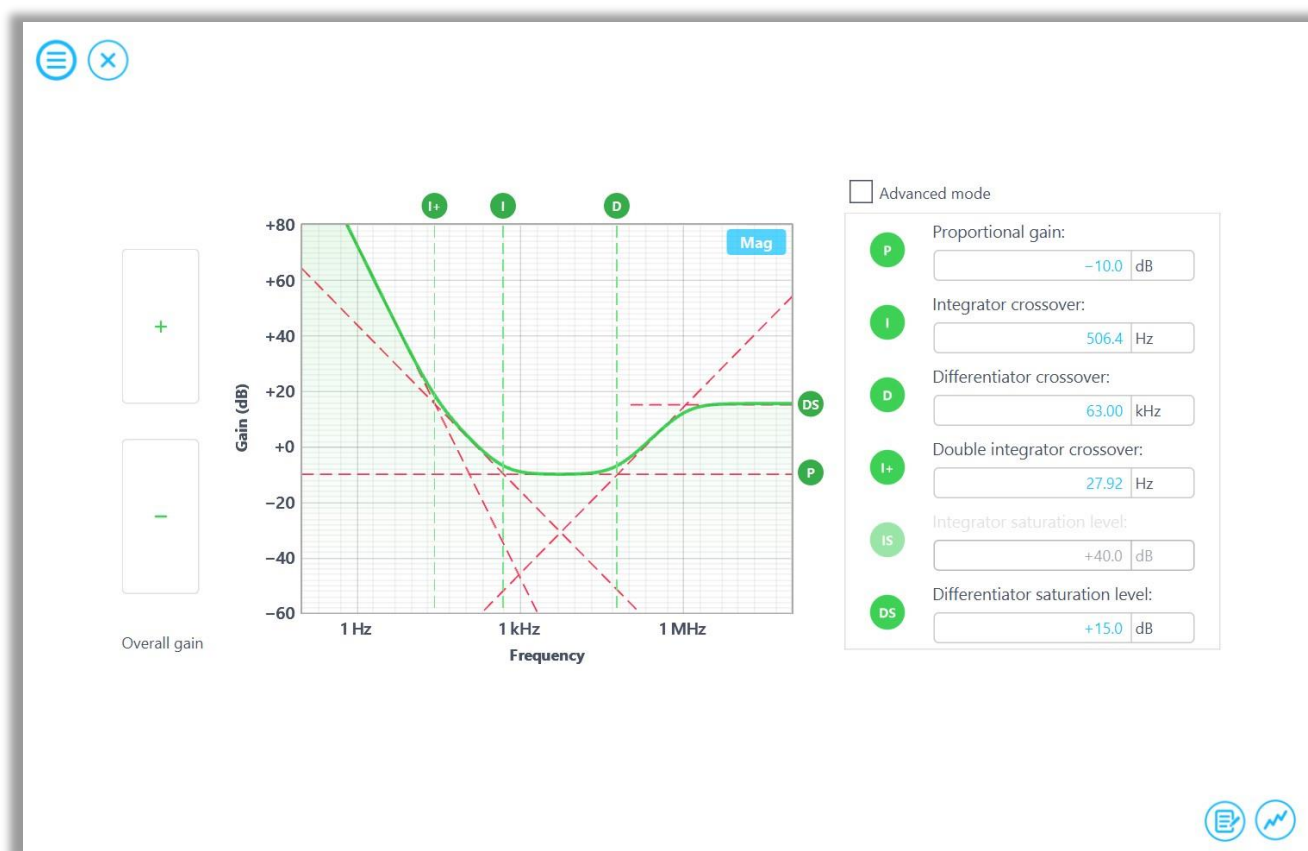 I+ I D
Mag
+80
+60
+40
+20
+0
−20
−40
−60
Gain (dB)
DS
P
1 Hz 1 kHz 1 MHz
Frequency
+
−
Overall gain
Advanced mode
P
Proportional gain:
−10.0 dB
I
Integrator crossover:
506.4 Hz
D
Differentiator crossover:
63.00 kHz
I+
Double integrator crossover:
27.92 Hz
IS
Integrator saturation level:
+40.0 dB
DS
Differentiator saturation level:
+15.0 dB